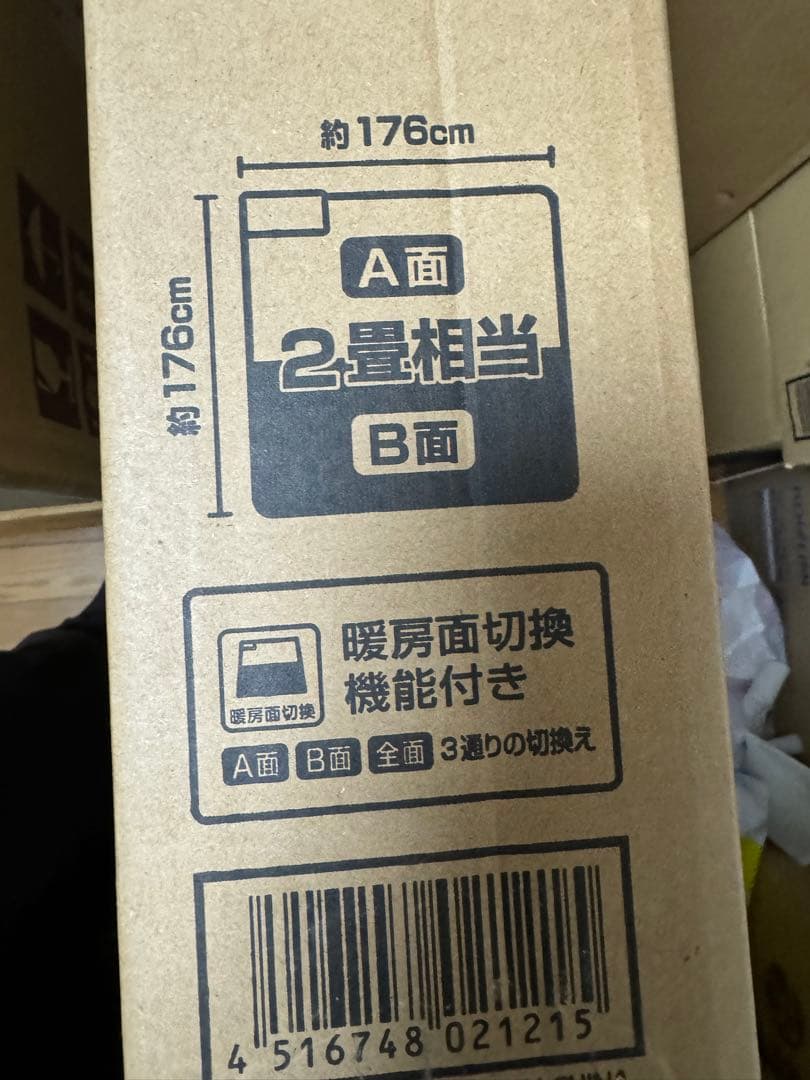 約176cm
約176cm
A面
2畳相当
B面
暖房面切換
機能付き
暖房面切換
A面 B面 全面 3通りの切換え
4 516748 021215